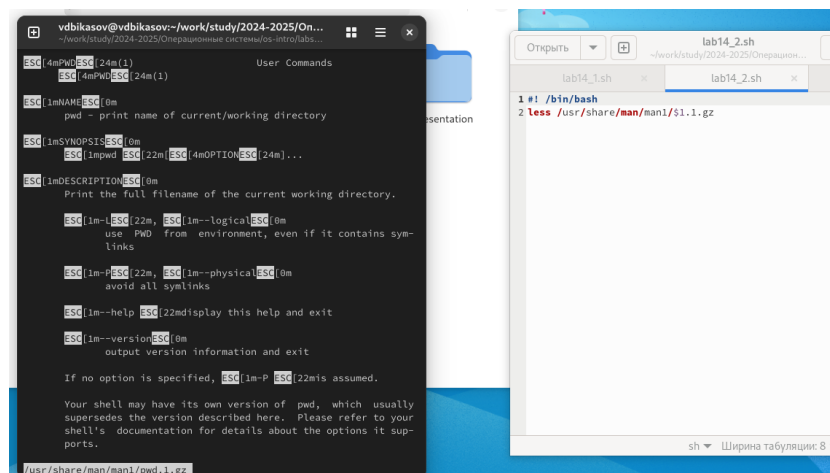 vdbikasov@vdbikasov:~/work/study/2024-2025/Оп...
~/work/study/2024-2025/Операционные системы/os-intro/labs...
ESC[4mPWDESC[24m(1) User Commands
ESC[4mPWDESC[24m(1)
ESC[1mNAMEESC[0m
pwd - print name of current/working directory
ESC[1mSYNOPSISESC[0m
ESC[1mpwd ESC[22m[ESC[4mOPTIONESC[24m]...
ESC[1mDESCRIPTIONESC[0m
Print the full filename of the current working directory.
ESC[1m-LESC[22m, ESC[1m--logicalESC[0m
use PWD from environment, even if it contains sym-
links
ESC[1m-PESC[22m, ESC[1m--physicalESC[0m
avoid all symlinks
ESC[1m--help ESC[22mdisplay this help and exit
ESC[1m--versionESC[0m
output version information and exit
If no option is specified, ESC[1m-P ESC[22mis assumed.
Your shell may have its own version of pwd, which usually
supersedes the version described here. Please refer to your
shell's documentation for details about the options it sup-
ports.
/usr/share/man/man1/pwd.1.gz
esentation
Открыть
lab14_2.sh
~/work/study/2024-2025/Операцион...
lab14_1.sh × lab14_2.sh ×
1 #! /bin/bash
2 less /usr/share/man/man1/$1.1.gz
sh Ширина табуляции: 8